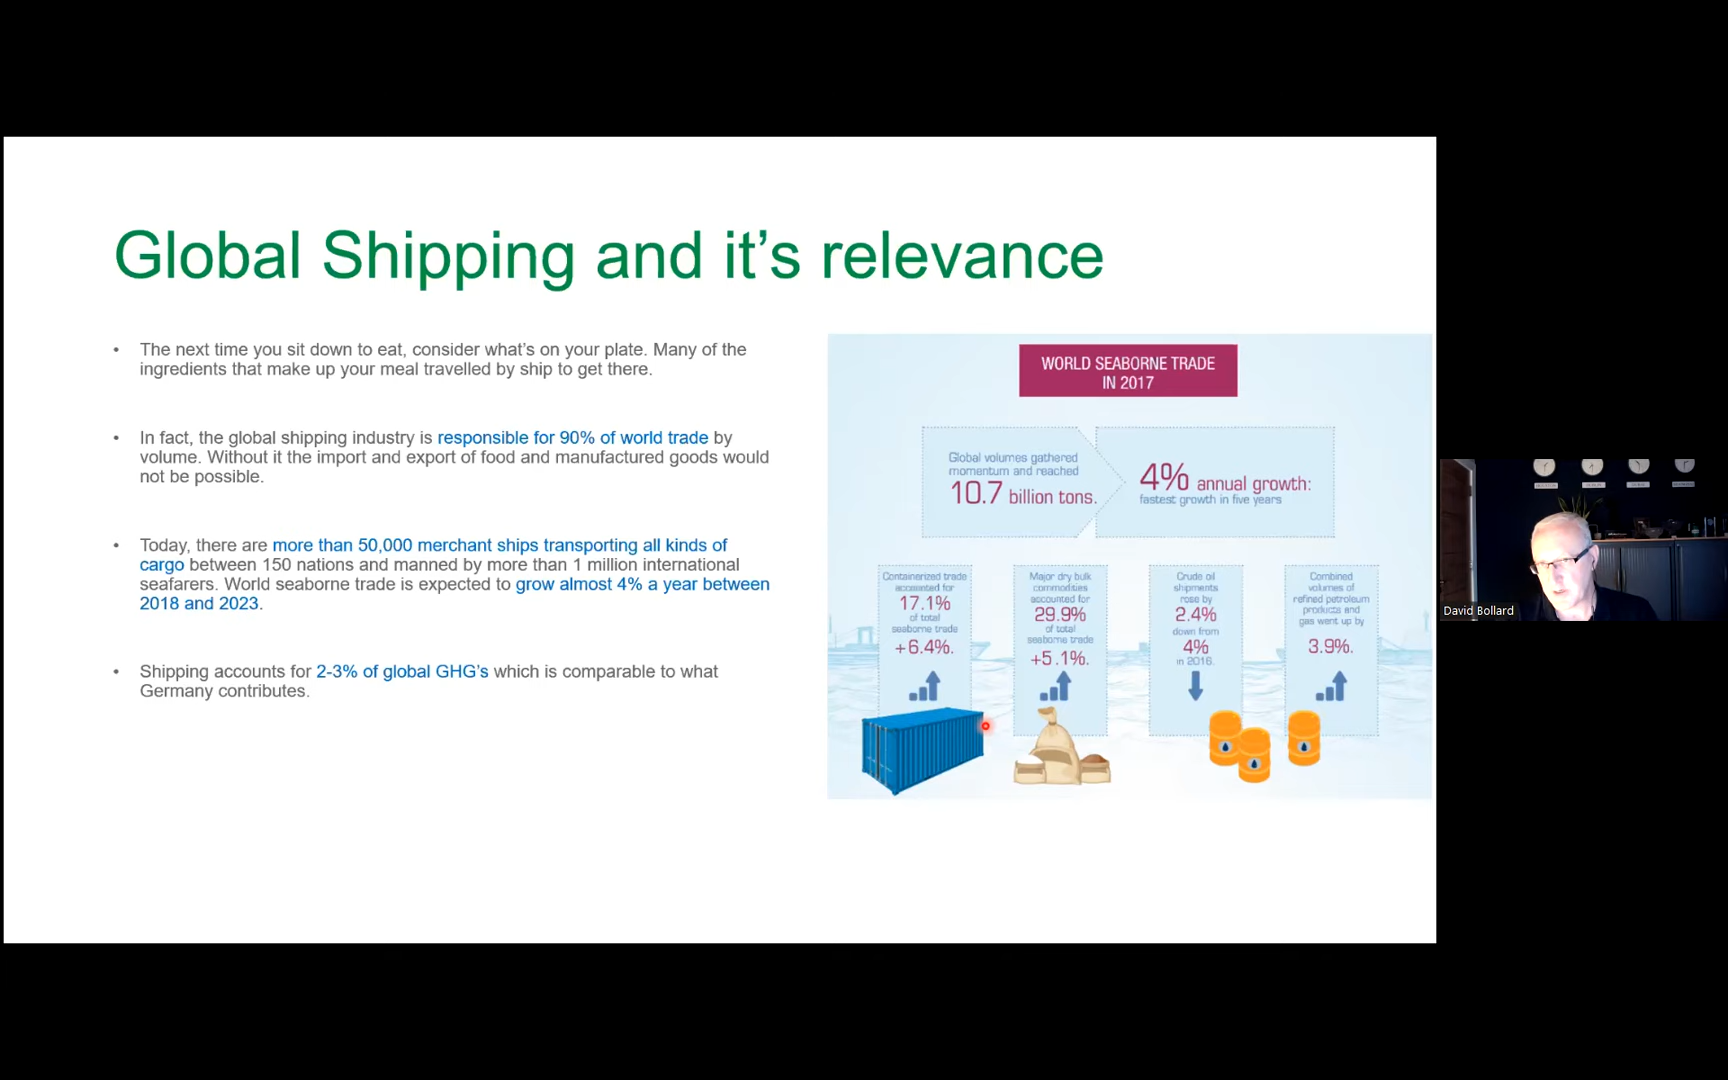 Global Shipping and it's relevance
• The next time you sit down to eat, consider what's on your plate. Many of the
ingredients that make up your meal travelled by ship to get there.
• In fact, the global shipping industry is responsible for 90% of world trade by
volume. Without it the import and export of food and manufactured goods would
not be possible.
• Today, there are more than 50,000 merchant ships transporting all kinds of
cargo between 150 nations and manned by more than 1 million international
seafarers. World seaborne trade is expected to grow almost 4% a year between
2018 and 2023.
• Shipping accounts for 2-3% of global GHG's which is comparable to what
Germany contributes.
WORLD SEABORNE TRADE
IN 2017
Global volumes gathered
momentum and reached
10.7 billion tons.
4% annual growth:
fastest growth in five years
Containerized trade
accounted for
17.1%
of total
seaborne trade
+6.4%.
Major dry bulk
commodities
accounted for
29.9%
of total
seaborne trade
+5.1%.
Crude oil
shipments
rose by
2.4%
down from
4%
in 2016.
Combined
volumes of
refined petroleum
products and
gas went up by
3.9%.
David Bollard